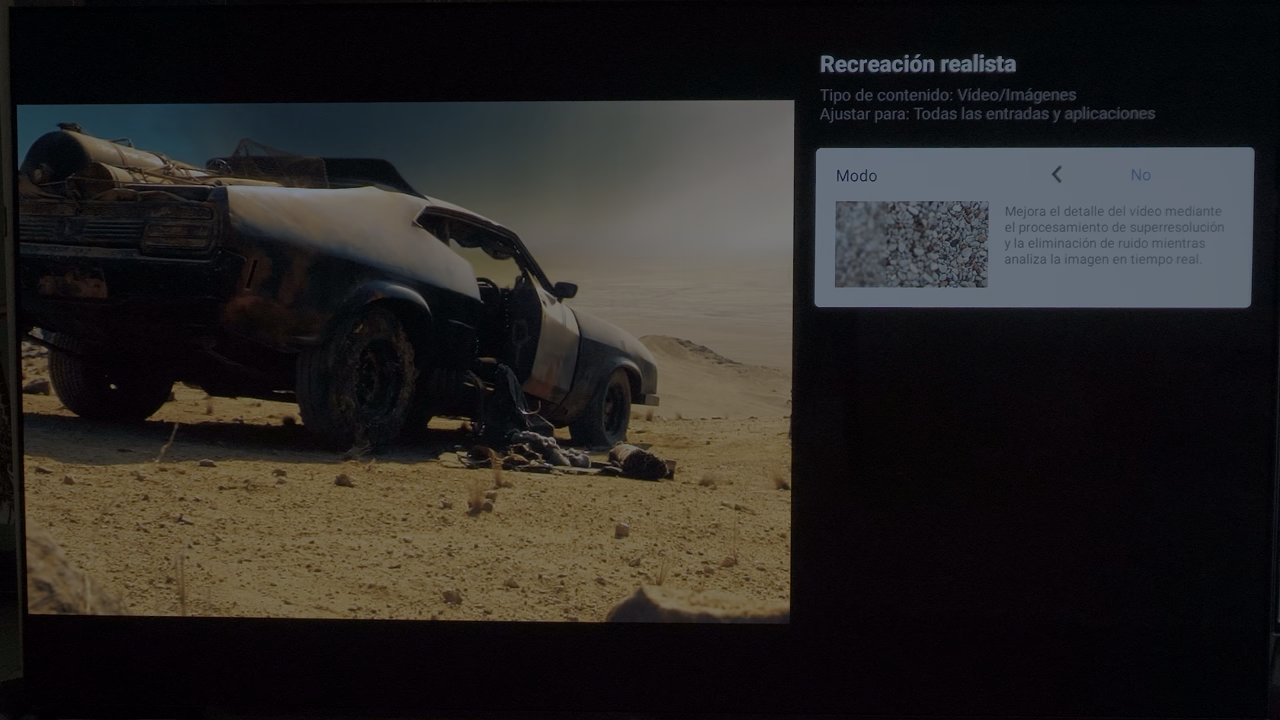 Recreación realista
Tipo de contenido: Vídeo/Imágenes
Ajustar para: Todas las entradas y aplicaciones
Modo
No
Mejora el detalle del vídeo mediante
el procesamiento de superresolución
y la eliminación de ruido mientras
analiza la imagen en tiempo real.